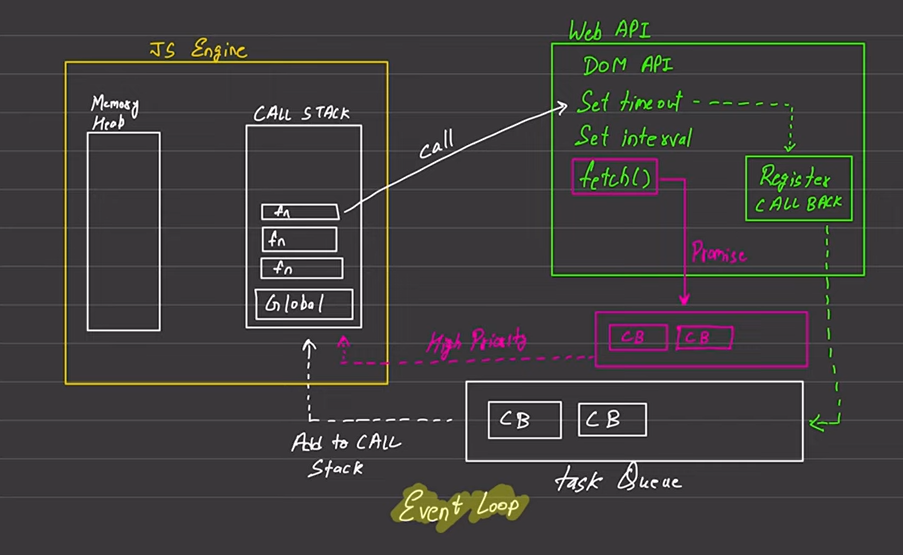 JS Engine
Memory
Heab
CALL STACK
fn
fn
fn
Global
call
Web API
DOM API
Set timeout
Set interval
fetch()
Register
CALL BACK
Promise
CB
CB
High Priority
CB
CB
Add to CALL
Stack
task Queue
Event Loop